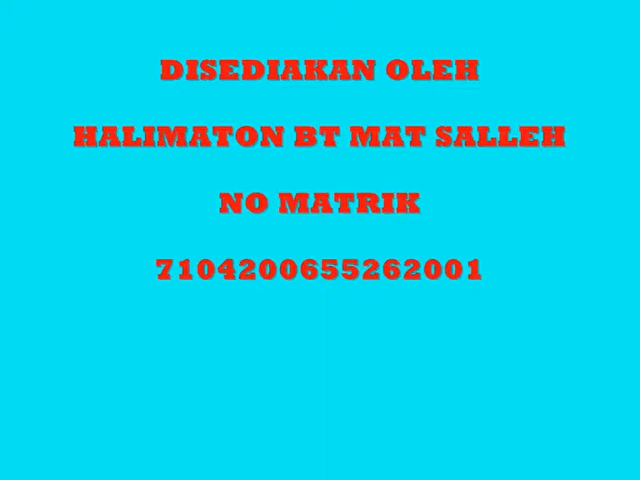 DISEDIAKAN OLEH
HALIMATON BT MAT SALLEH
NO MATRIK
7104200655262001